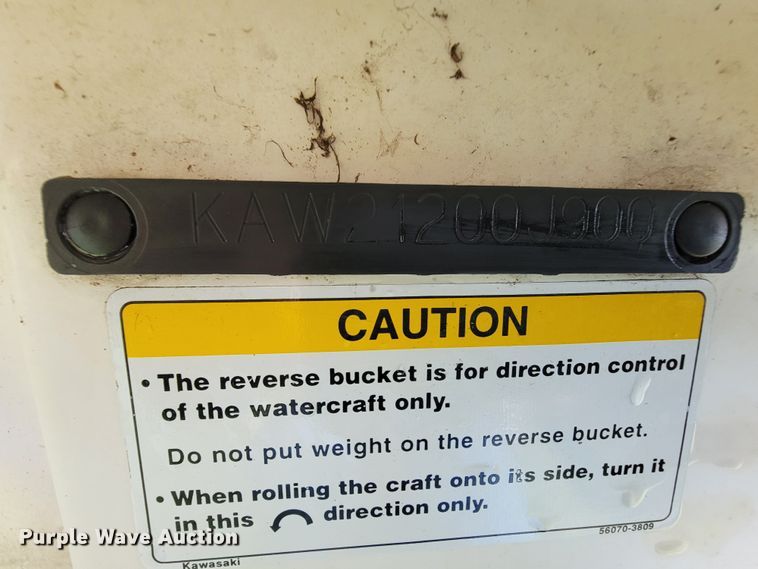 KAW21200J900
CAUTION
• The reverse bucket is for direction control
of the watercraft only.
Do not put weight on the reverse bucket.
• When rolling the craft onto its side, turn it
in this direction only.
56070-3809
Kawasaki
Purple Wave Auction